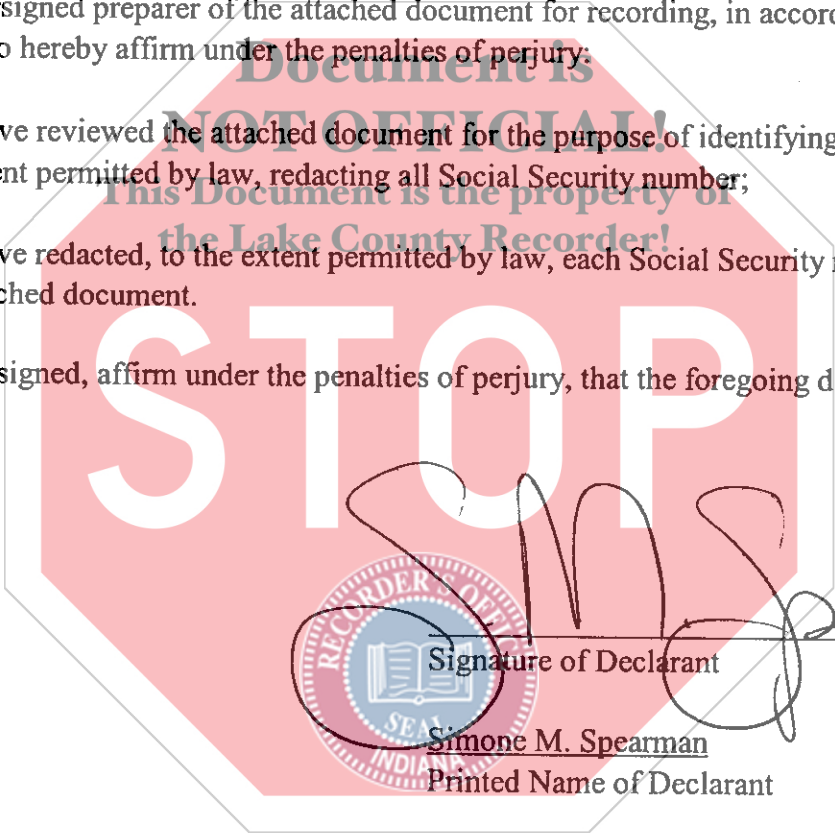 signed preparer of the attached document for recording, in accord
o hereby affirm under the penalties of perjury:
Document is
NOT OFFICIAL!
ve reviewed the attached document for the purpose of identifying
ent permitted by law, redacting all Social Security number;
This Document is the property of
the Lake County Recorder!
ve redacted, to the extent permitted by law, each Social Security
ched document.
STOP
signed, affirm under the penalties of perjury, that the foregoing d
SMSp
RECORDER'S OFFIC
SEAL
INDIANA
Signature of Declarant
Simone M. Spearman
Printed Name of Declarant